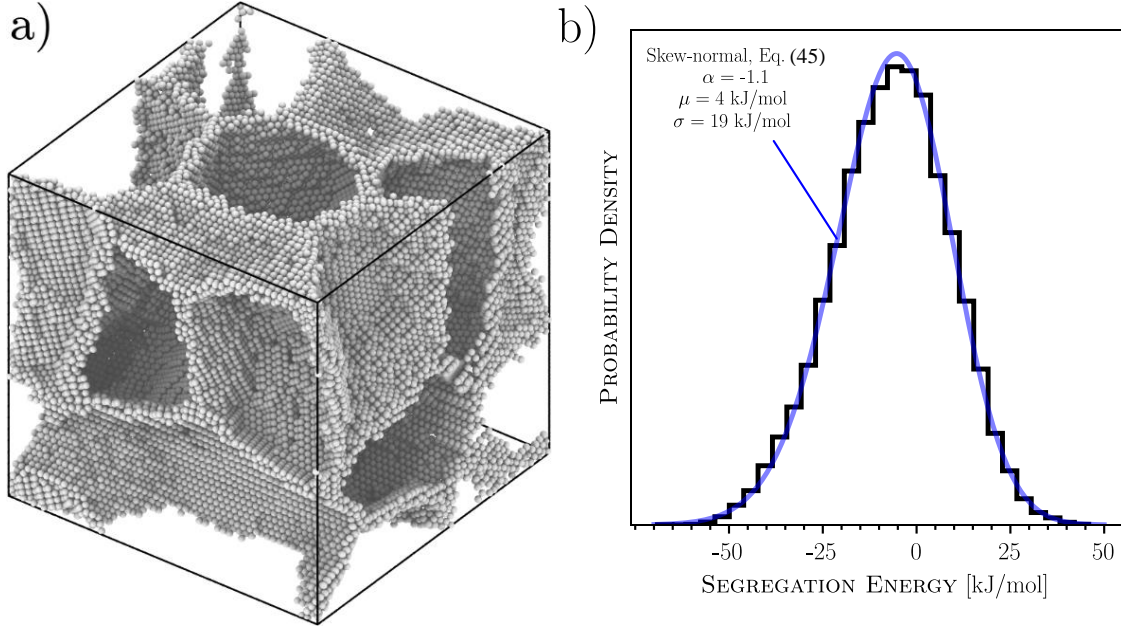 a)
b)
Skew-normal, Eq. (45)
α = -1.1
μ = 4 kJ/mol
σ = 19 kJ/mol
PROBABILITY DENSITY
-50 -25 0 25 50
SEGREGATION ENERGY [kJ/mol]